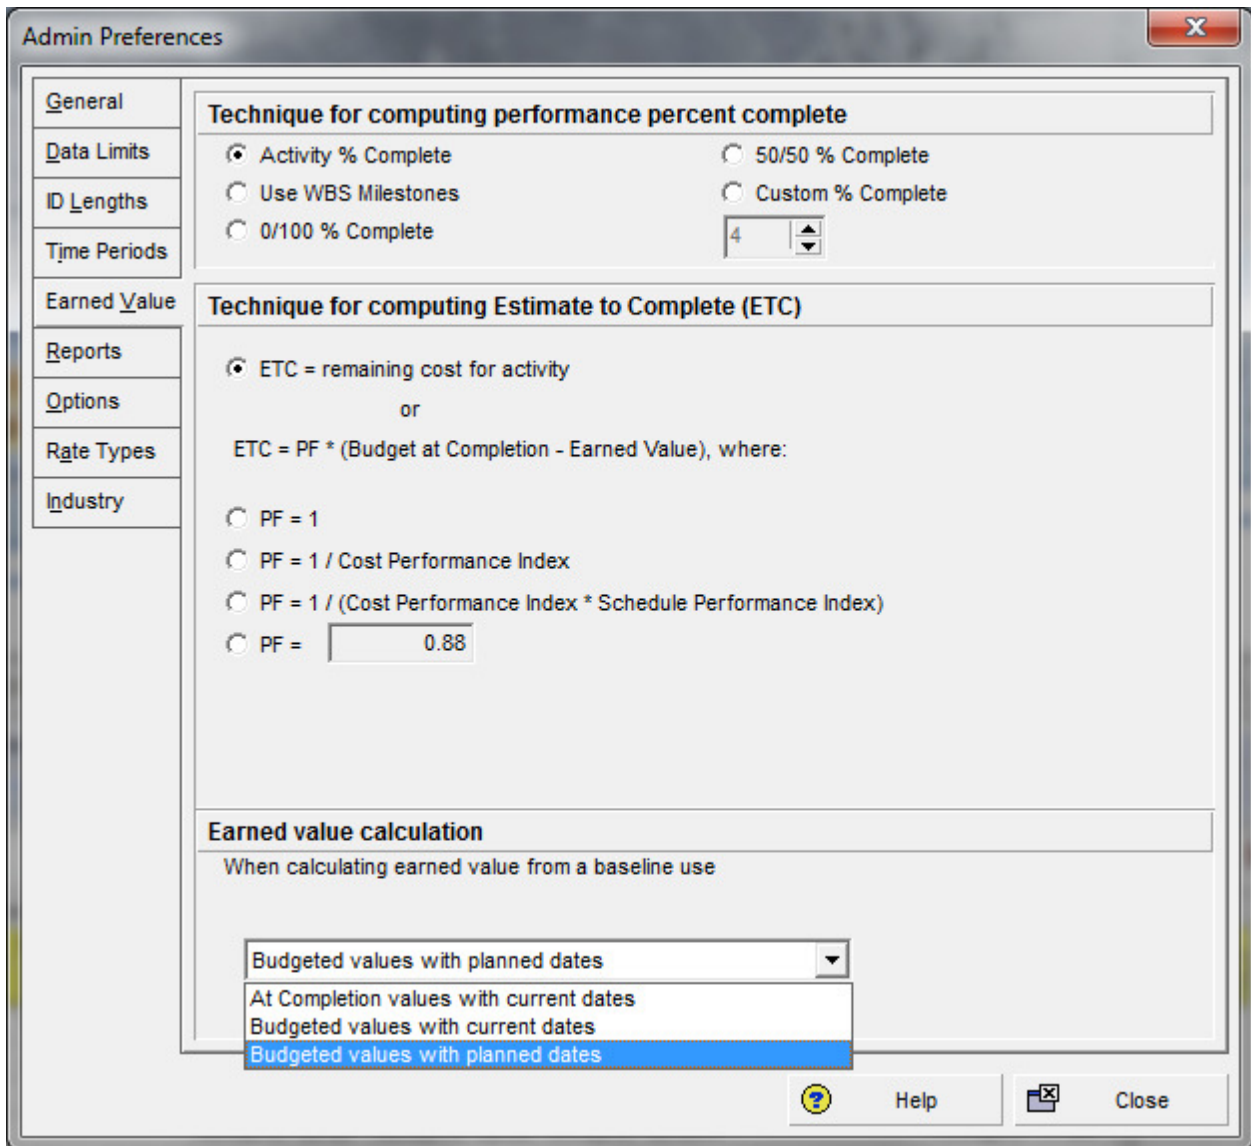 Admin Preferences
General
Data Limits
ID Lengths
Time Periods
Earned Value
Reports
Options
Rate Types
Industry
Technique for computing performance percent complete
Activity % Complete
50/50 % Complete
Use WBS Milestones
Custom % Complete
0/100 % Complete
4
Technique for computing Estimate to Complete (ETC)
ETC = remaining cost for activity
or
ETC = PF * (Budget at Completion - Earned Value), where:
PF = 1
PF = 1 / Cost Performance Index
PF = 1 / (Cost Performance Index * Schedule Performance Index)
PF = 0.88
Earned value calculation
When calculating earned value from a baseline use
Budgeted values with planned dates
At Completion values with current dates
Budgeted values with current dates
Budgeted values with planned dates
Help
Close